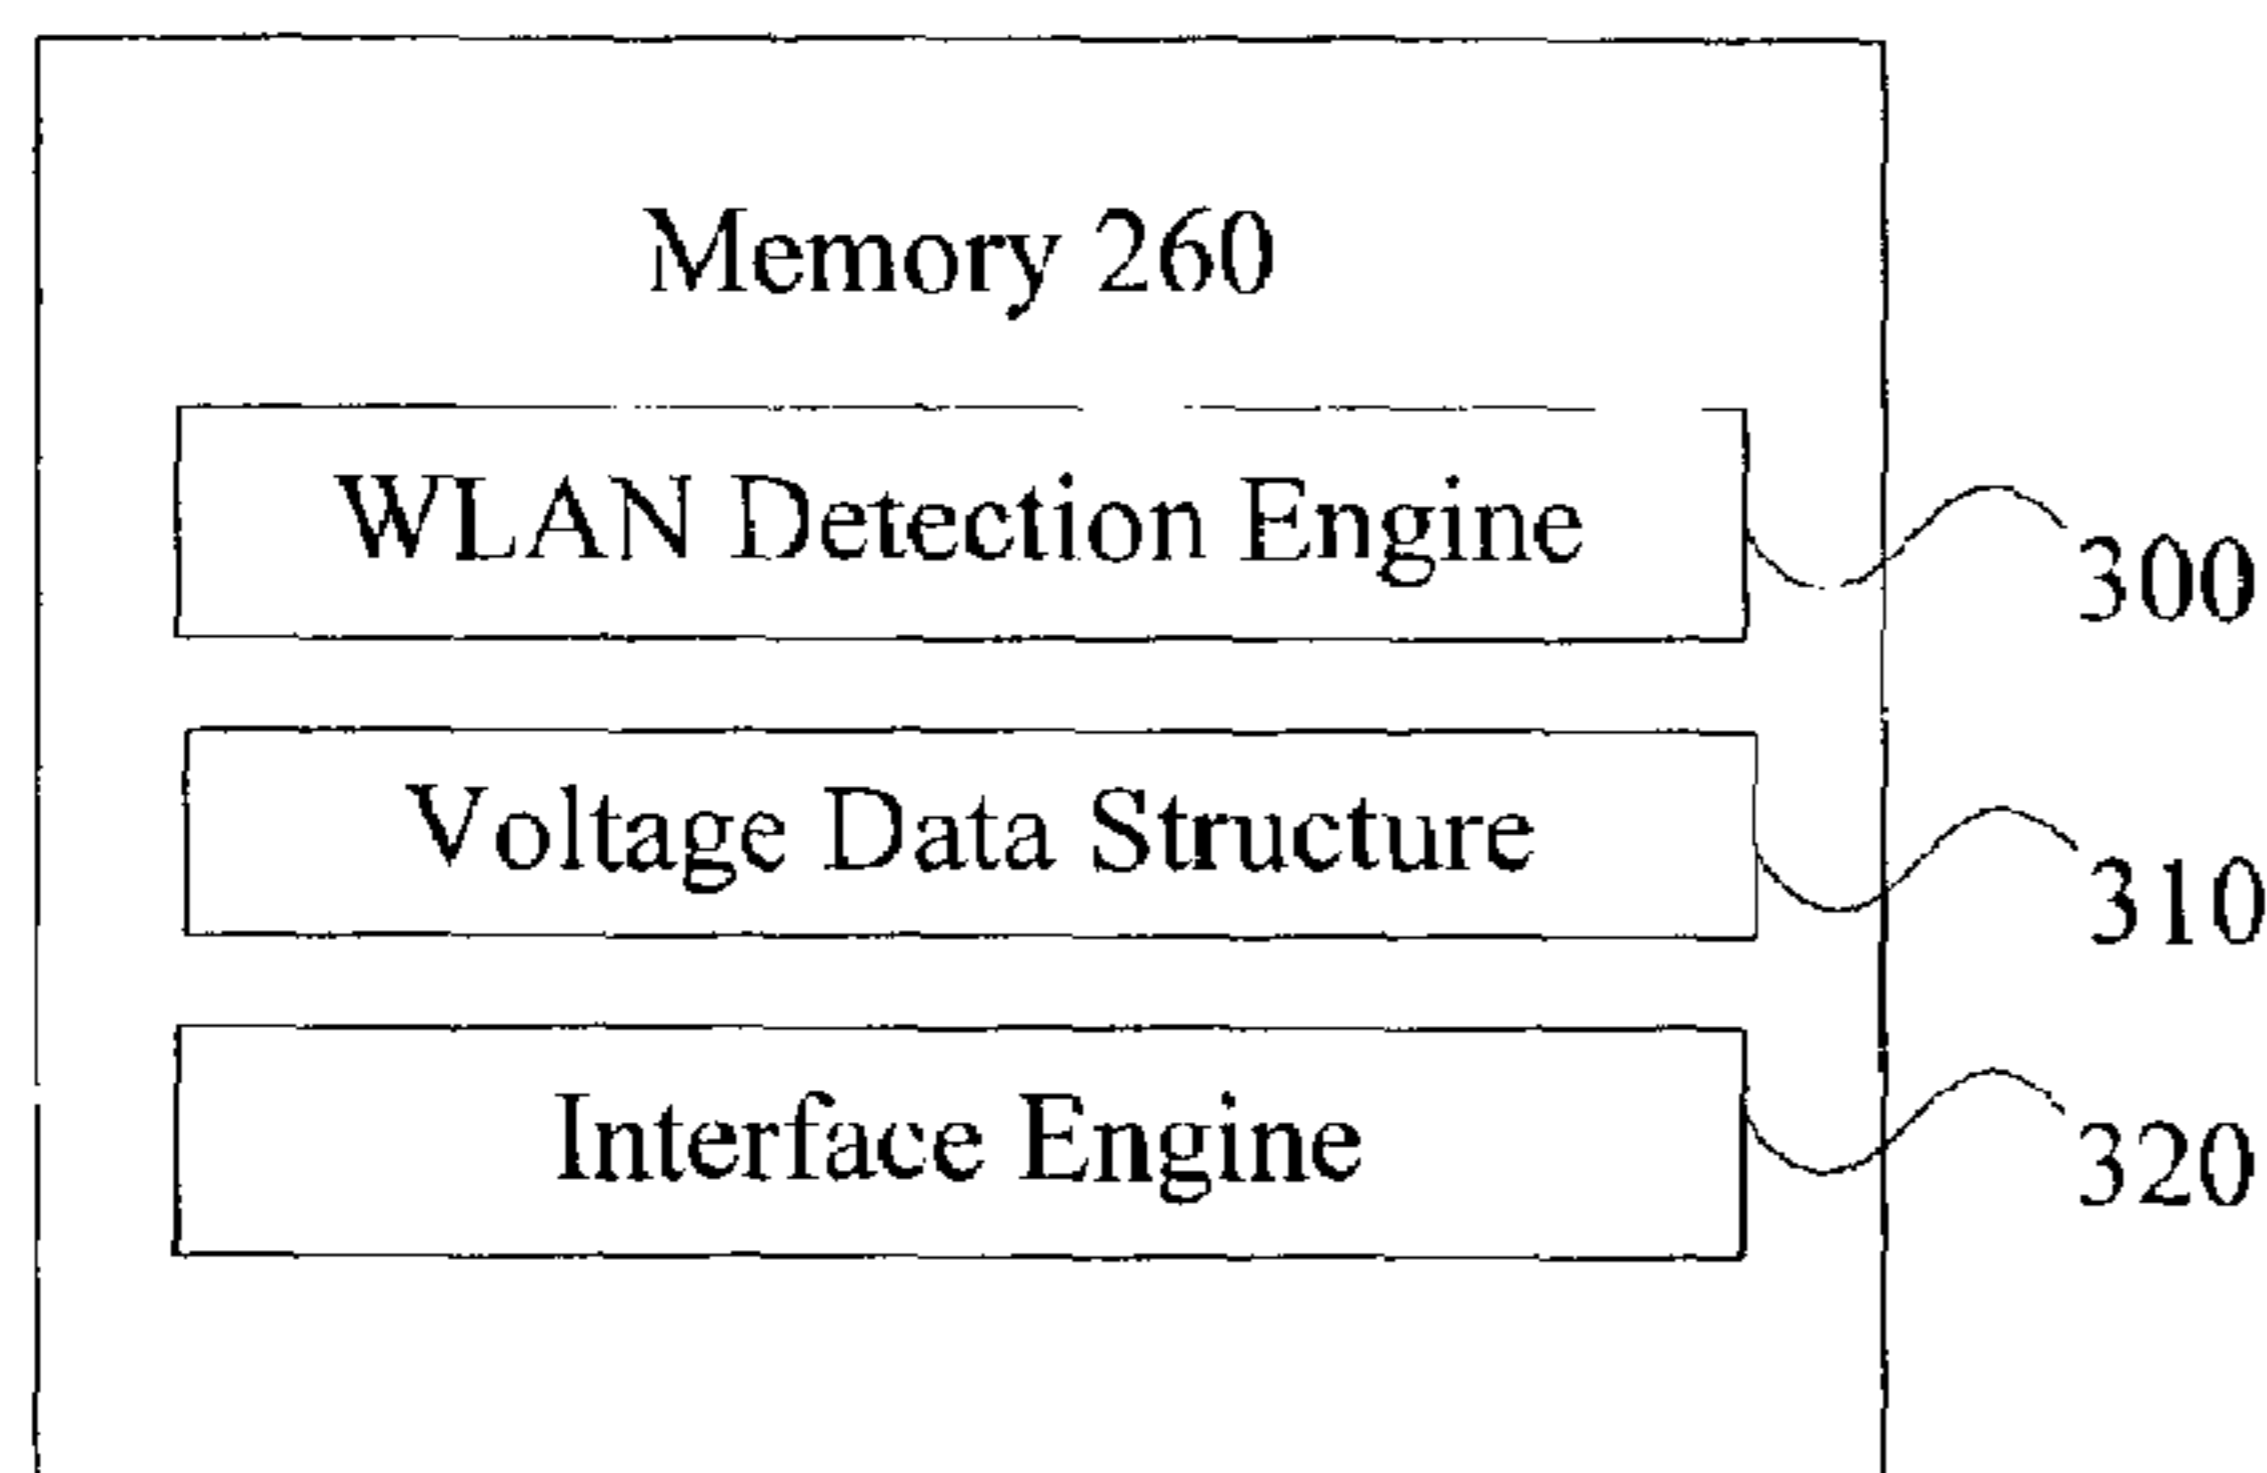 Memory 260
WLAN Detection Engine
300
Voltage Data Structure
310
Interface Engine
320